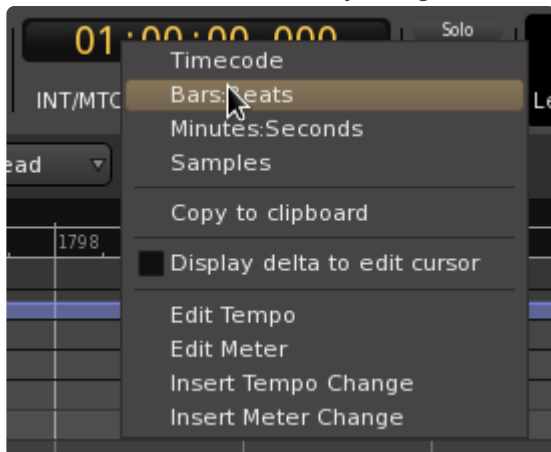 Solo
Timecode
INT/MTC
Bars:Beats
Minutes:Seconds
ead
Samples
Copy to clipboard
1798
Display delta to edit cursor
Edit Tempo
Edit Meter
Insert Tempo Change
Insert Meter Change